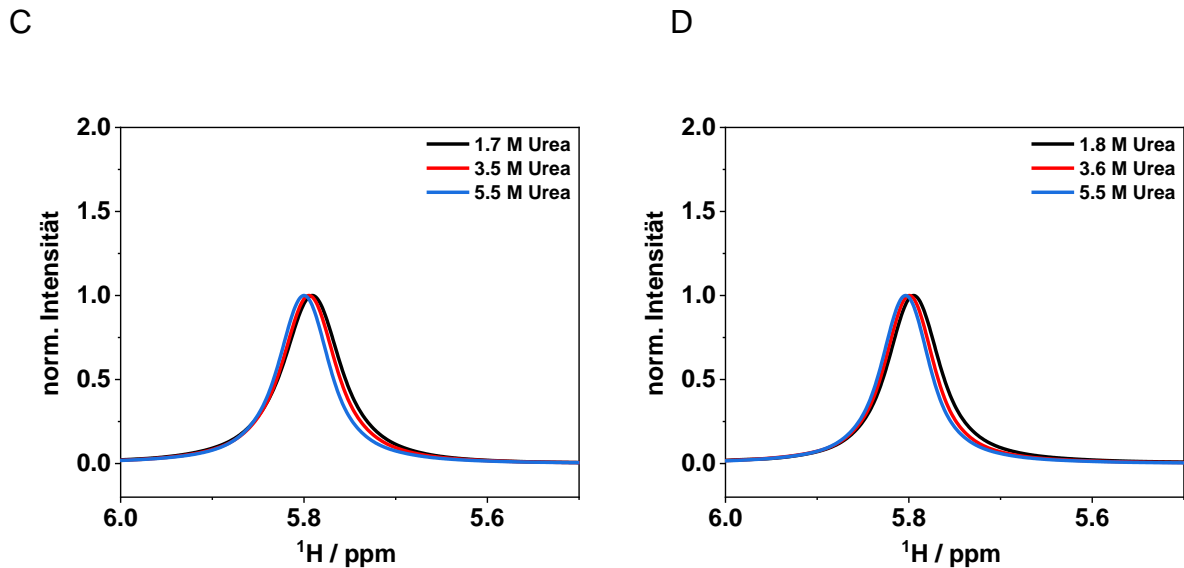 C
D
2.0
1.5
1.0
0.5
0.0
norm. Intensität
1.7 M Urea
3.5 M Urea
5.5 M Urea
6.0
5.8
5.6
¹H / ppm
2.0
1.5
1.0
0.5
0.0
norm. Intensität
1.8 M Urea
3.6 M Urea
5.5 M Urea
6.0
5.8
5.6
¹H / ppm